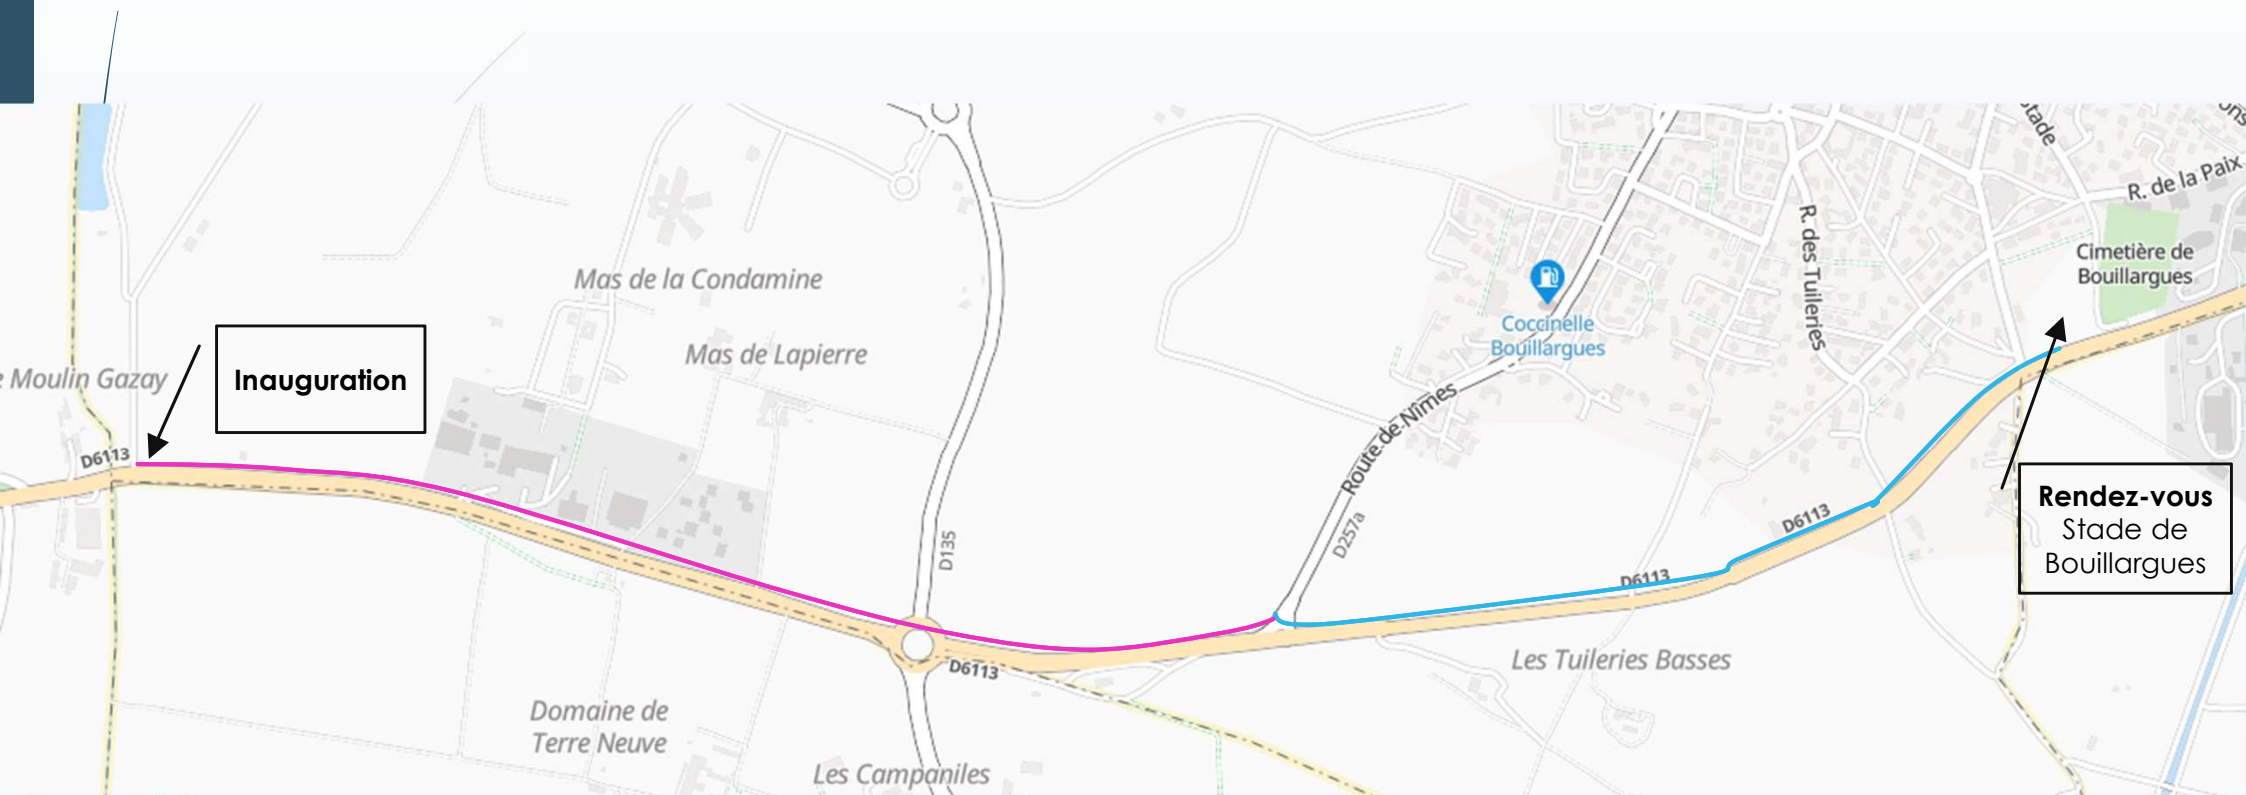 Stade
R. de la Paix
R. des Tuileries
Cimetière de
Bouillargues
Mas de la Condamine
Coccinelle
Bouillargues
Mas de Lapierre
Inauguration
Moulin Gazay
Route de Nîmes
D6113
D135
D257a
D6113
D6113
D6113
Rendez-vous
Stade de
Bouillargues
Les Tuileries Basses
Domaine de
Terre Neuve
Les Campaniles